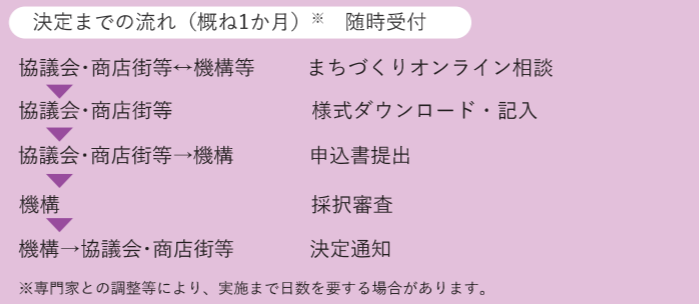 決定までの流れ（概ね1か月）※　随時受付
協議会･商店街等↔機構等　まちづくりオンライン相談
協議会･商店街等　様式ダウンロード・記入
協議会･商店街等→機構　申込書提出
機構　採択審査
機構→協議会･商店街等　決定通知
※専門家との調整等により、実施まで日数を要する場合があります。